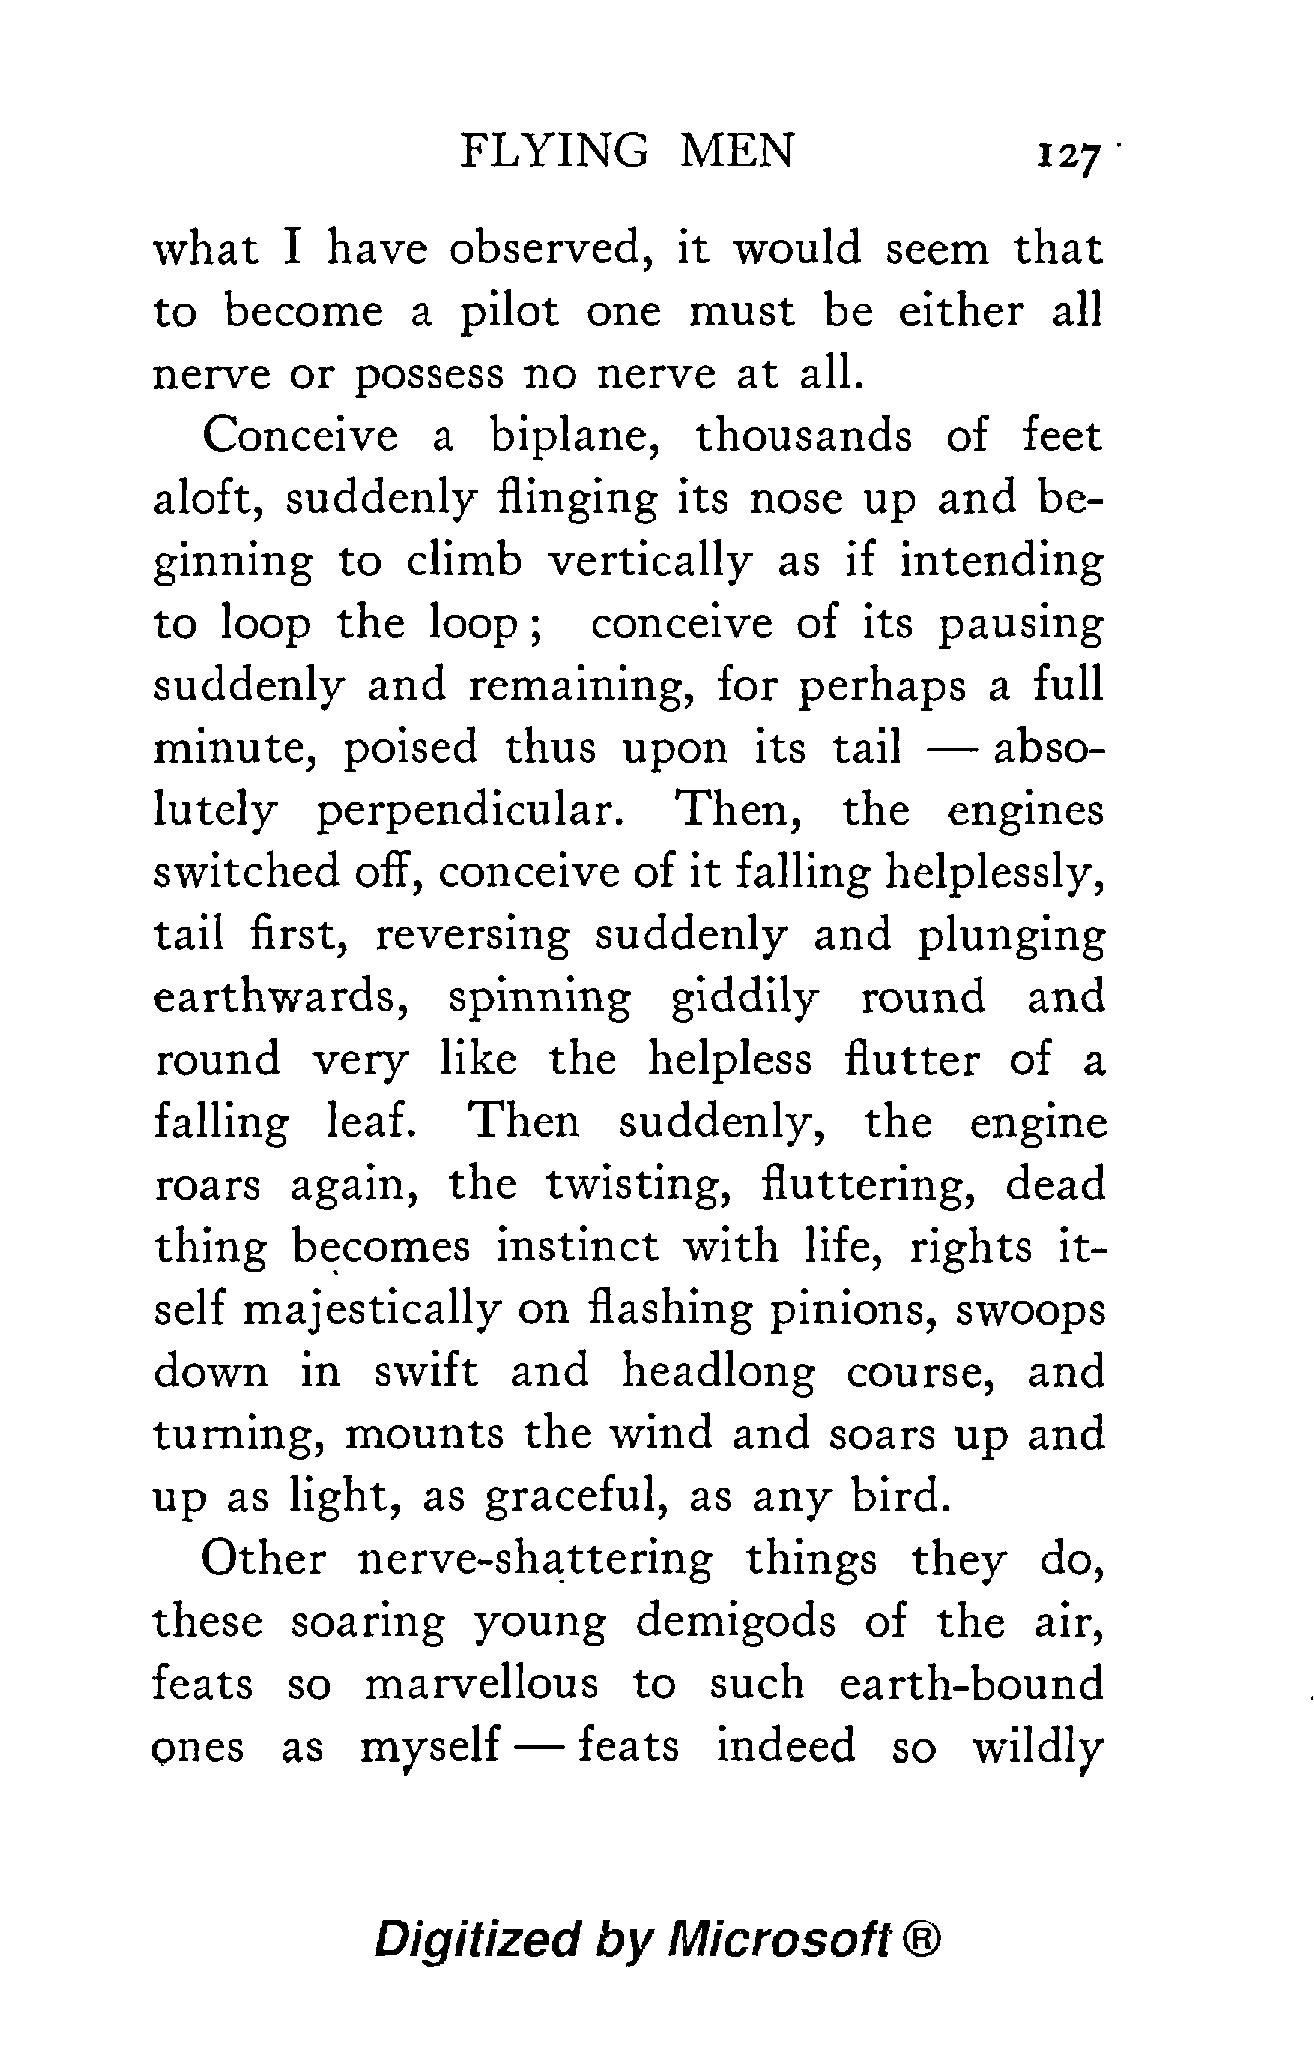 FLYING MEN 127
what I have observed, it would seem that
to become a pilot one must be either all
nerve or possess no nerve at all.
Conceive a biplane, thousands of feet
aloft, suddenly flinging its nose up and be-
ginning to climb vertically as if intending
to loop the loop; conceive of its pausing
suddenly and remaining, for perhaps a full
minute, poised thus upon its tail — abso-
lutely perpendicular. Then, the engines
switched off, conceive of it falling helplessly,
tail first, reversing suddenly and plunging
earthwards, spinning giddily round and
round very like the helpless flutter of a
falling leaf. Then suddenly, the engine
roars again, the twisting, fluttering, dead
thing becomes instinct with life, rights it-
self majestically on flashing pinions, swoops
down in swift and headlong course, and
turning, mounts the wind and soars up and
up as light, as graceful, as any bird.
Other nerve-shattering things they do,
these soaring young demigods of the air,
feats so marvellous to such earth-bound
ones as myself — feats indeed so wildly
Digitized by Microsoft ®